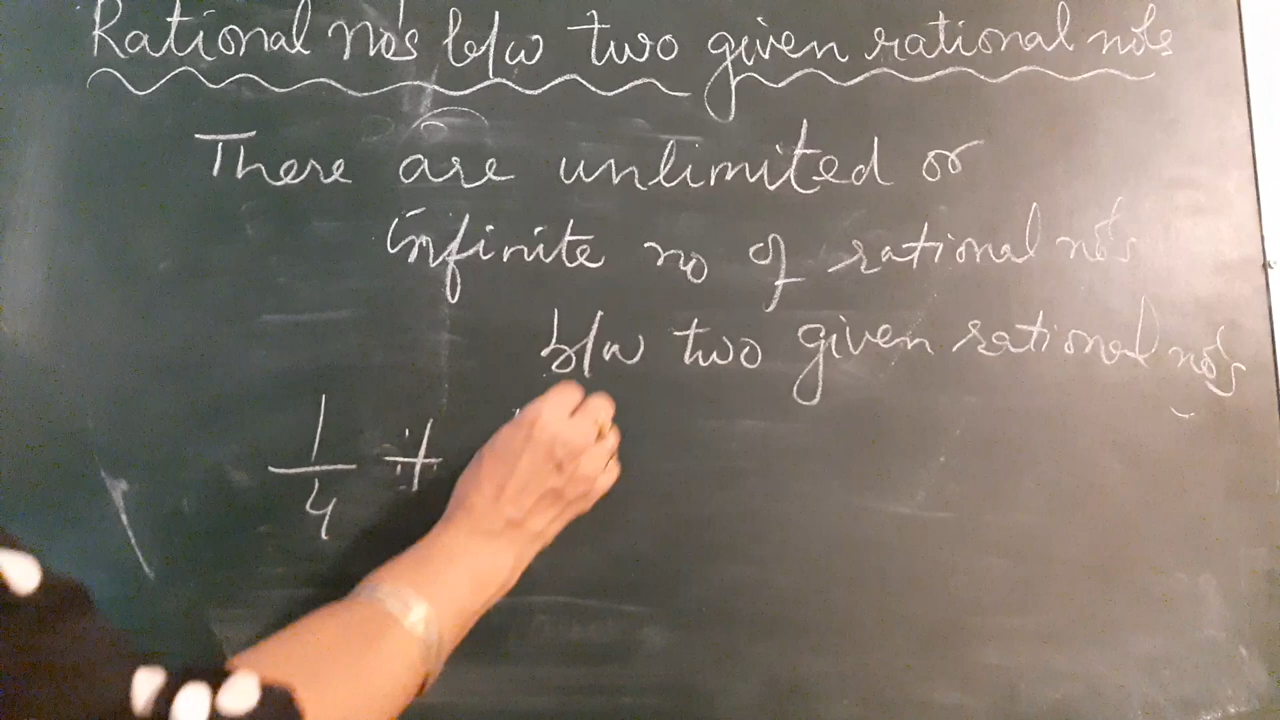 Rational no's b/w two given rational no's
There are unlimited or
infinite no of rational no's
b/w two given rational no's
1/4 +